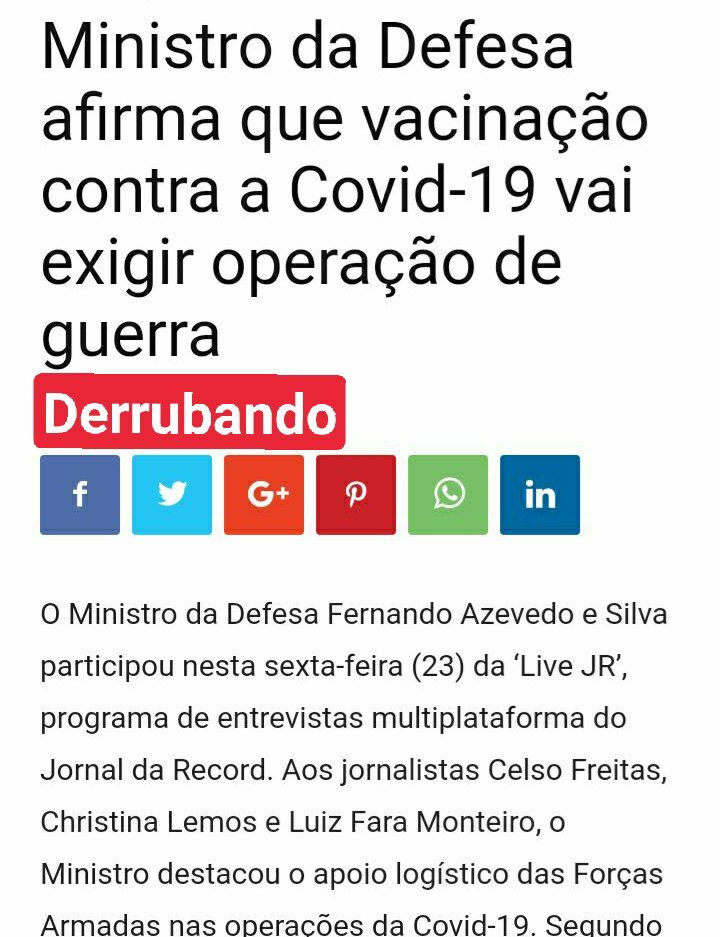 Ministro da Defesa
afirma que vacinação
contra a Covid-19 vai
exigir operação de
guerra
Derrubando
f G+ in
O Ministro da Defesa Fernando Azevedo e Silva
participou nesta sexta-feira (23) da ‘Live JR’,
programa de entrevistas multiplataforma do
Jornal da Record. Aos jornalistas Celso Freitas,
Christina Lemos e Luiz Fara Monteiro, o
Ministro destacou o apoio logístico das Forças
Armadas nas operações da Covid-19. Segundo